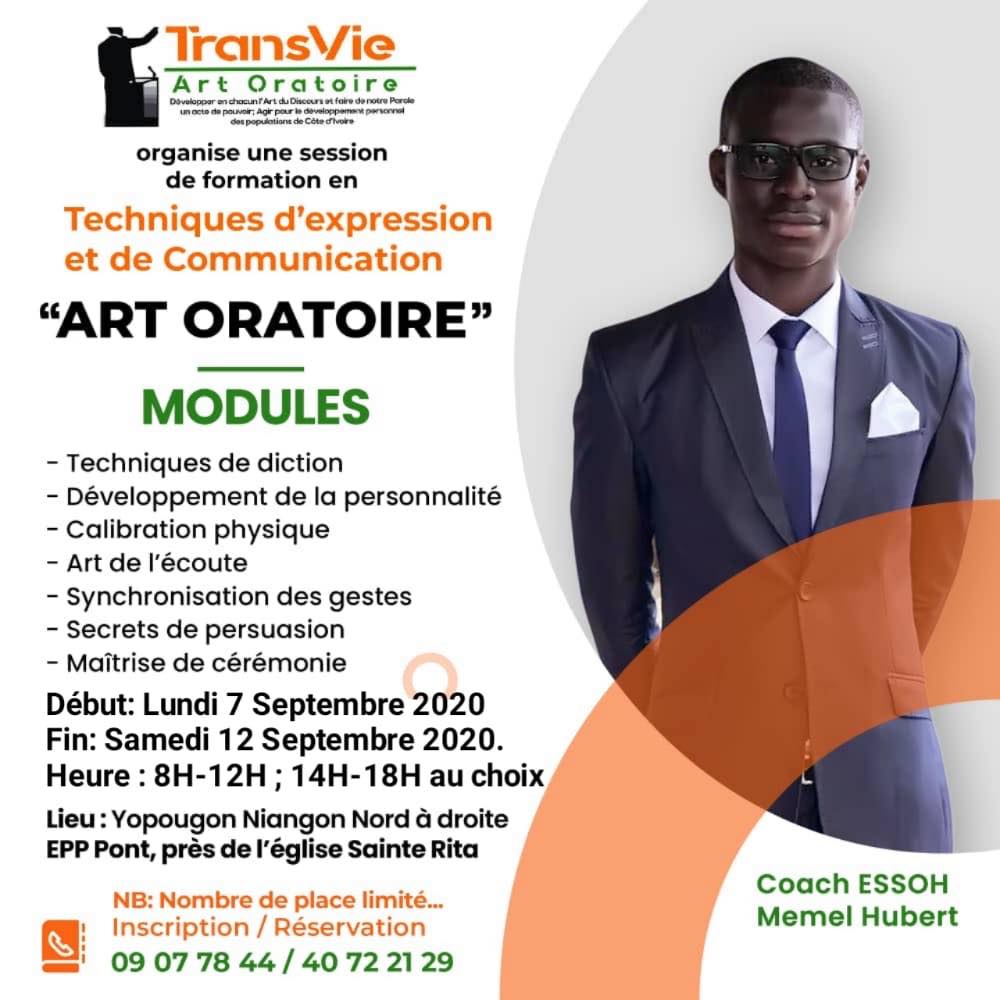 TransVie
Art Oratoire
Développer en chacun l'Art du Discours et faire de notre Parole
un acte de pouvoir; Agir pour le développement personnel
des populations de Côte d'Ivoire
organise une session
de formation en
Techniques d'expression
et de Communication
“ART ORATOIRE”
MODULES
- Techniques de diction
- Développement de la personnalité
- Calibration physique
- Art de l'écoute
- Synchronisation des gestes
- Secrets de persuasion
- Maîtrise de cérémonie
Début: Lundi 7 Septembre 2020
Fin: Samedi 12 Septembre 2020.
Heure : 8H-12H ; 14H-18H au choix
Lieu : Yopougon Niangon Nord à droite
EPP Pont, près de l'église Sainte Rita
NB: Nombre de place limité...
Inscription / Réservation
09 07 78 44 / 40 72 21 29
Coach ESSOH
Memel Hubert